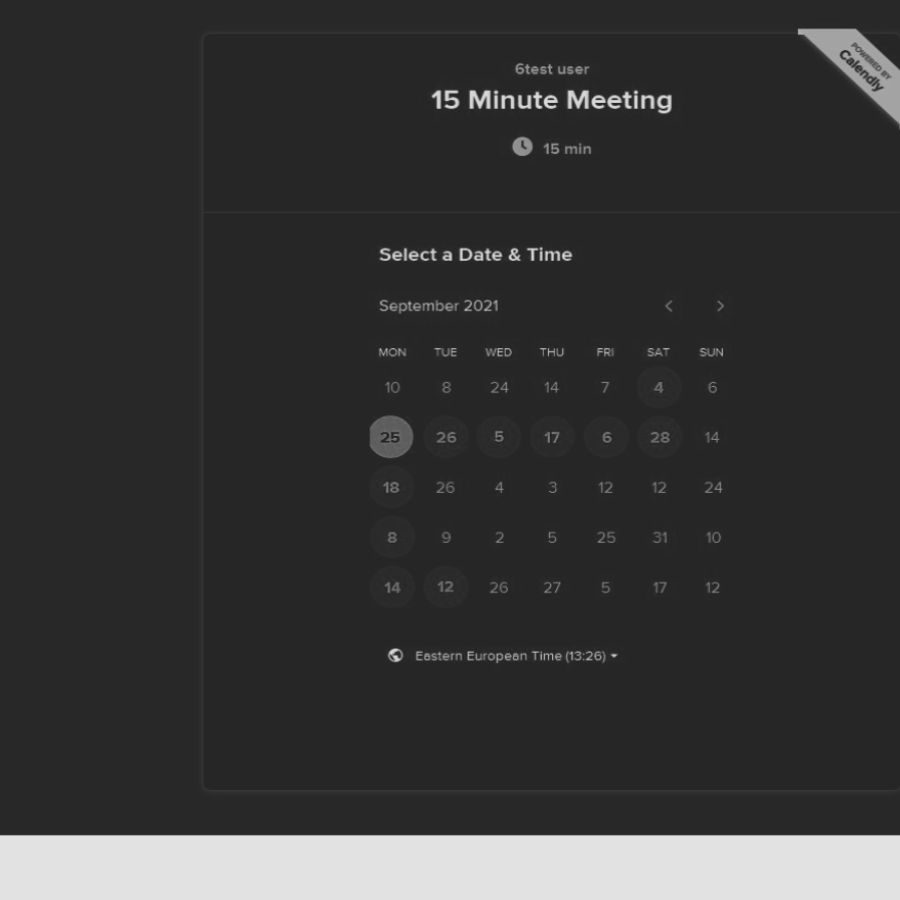 POWERED BY
Calendly
6test user
15 Minute Meeting
15 min
Select a Date & Time
September 2021
MON TUE WED THU FRI SAT SUN
10 8 24 14 7 4 6
25 26 5 17 6 28 14
18 26 4 3 12 12 24
8 9 2 5 25 31 10
14 12 26 27 5 17 12
Eastern European Time (13:26)